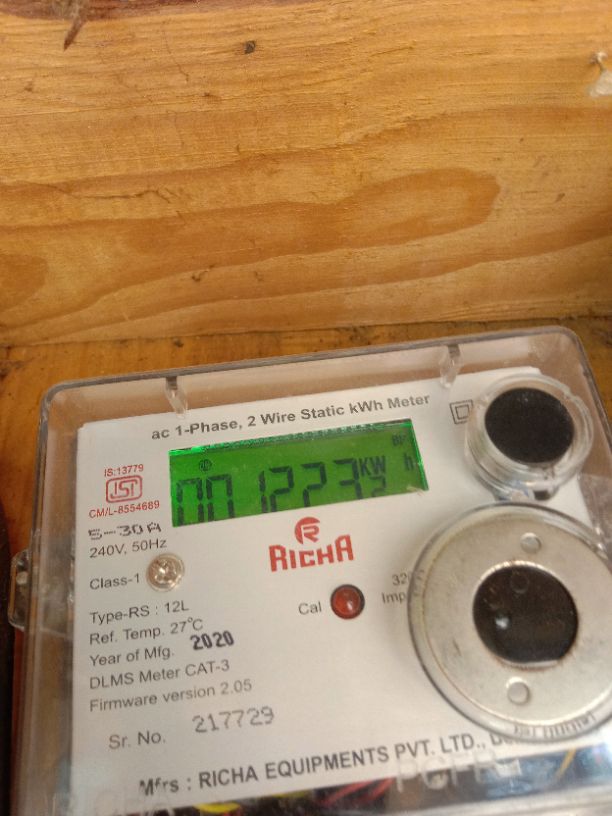 ac 1-Phase, 2 Wire Static kWh Meter
IS:13779
ISI
CM/L-8554689
001223 KW h
5-30A
240V, 50Hz
RICHA
Class-1
Cal
Type-RS : 12L
Ref. Temp. 27°C
Year of Mfg. 2020
DLMS Meter CAT-3
Firmware version 2.05
Sr. No. 217729
Mfrs : RICHA EQUIPMENTS PVT. LTD.,